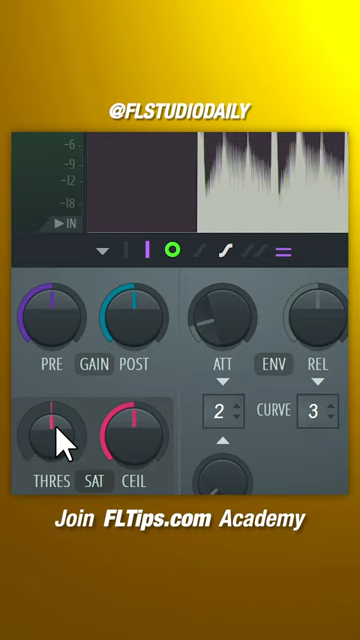 @FLSTUDIODAILY
-6
-9
-12
-18
IN
PRE GAIN POST ATT ENV REL
2 CURVE 3
THRES SAT CEIL
Join FLTips.com Academy